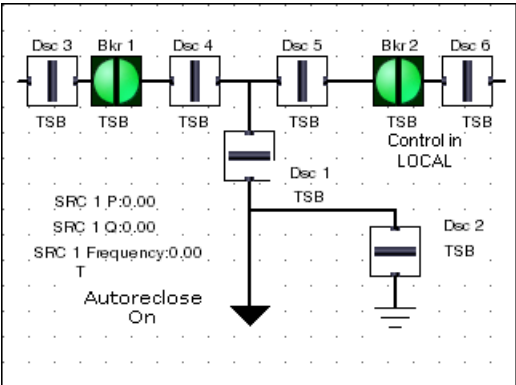 Dsc 3 Bkr 1 Dsc 4 Dsc 5 Bkr 2 Dsc 6
TSB TSB TSB TSB TSB TSB
Control in
LOCAL
Dsc 1
TSB
SRC 1 P:0.00
SRC 1 Q:0.00
SRC 1 Frequency:0.00
T
Dsc 2
TSB
Autoreclose
On